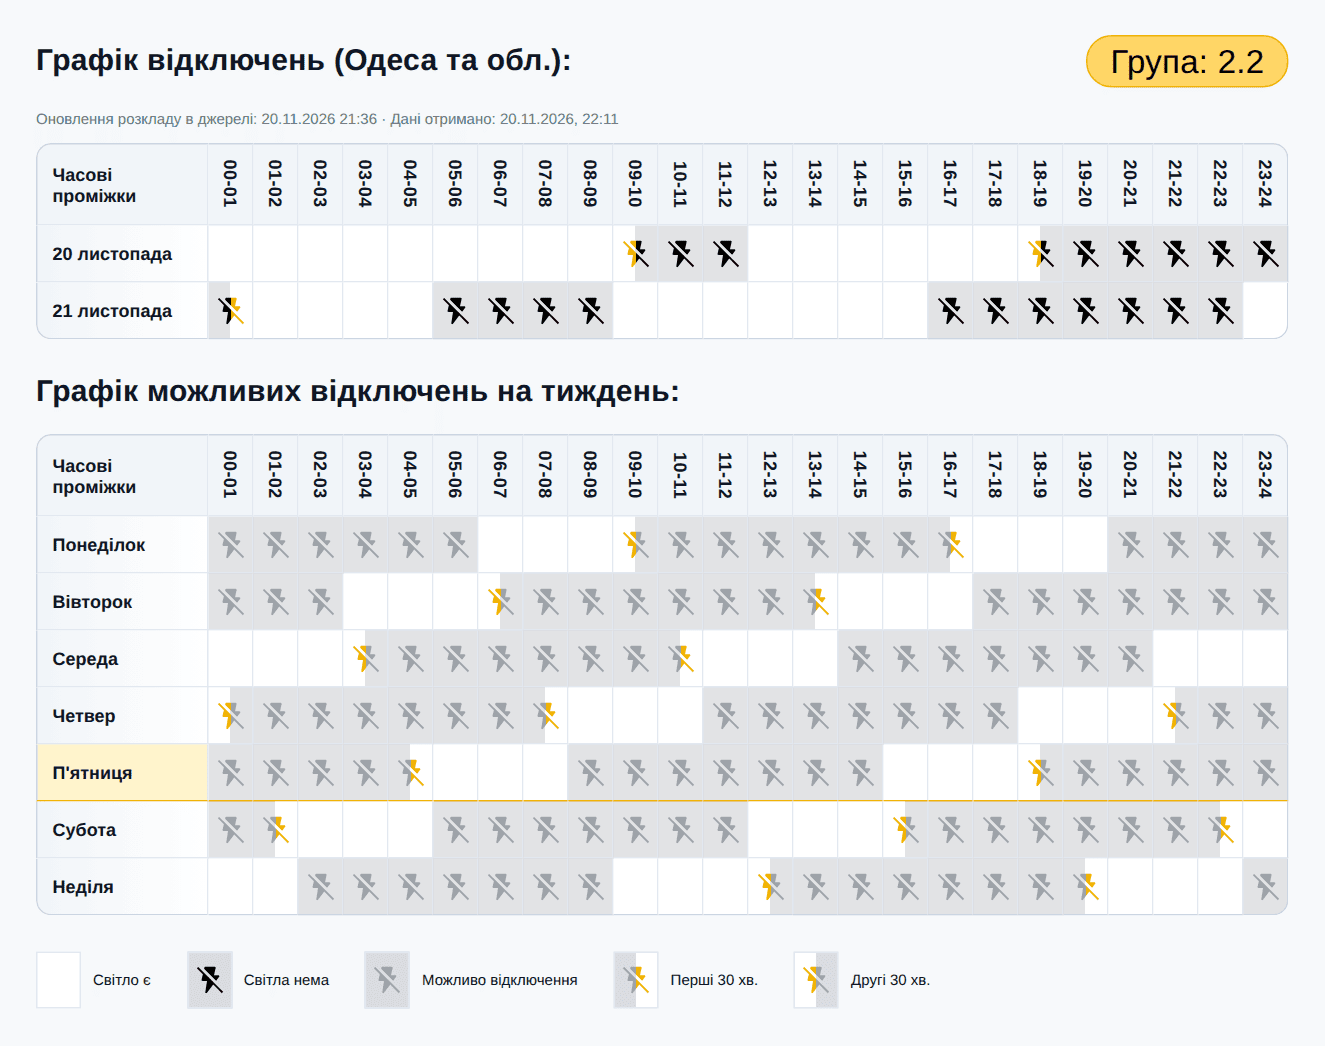 Графік відключень (Одеса та обл.):
Група: 2.2
Оновлення розкладу в джерелі: 20.11.2026 21:36 · Дані отримано: 20.11.2026, 22:11
Часові проміжки 00-01 01-02 02-03 03-04 04-05 05-06 06-07 07-08 08-09 09-10 10-11 11-12 12-13 13-14 14-15 15-16 16-17 17-18 18-19 19-20 20-21 21-22 22-23 23-24
20 листопада
21 листопада
Графік можливих відключень на тиждень:
Часові проміжки 00-01 01-02 02-03 03-04 04-05 05-06 06-07 07-08 08-09 09-10 10-11 11-12 12-13 13-14 14-15 15-16 16-17 17-18 18-19 19-20 20-21 21-22 22-23 23-24
Понеділок
Вівторок
Середа
Четвер
П'ятниця
Субота
Неділя
Світло є Світла нема Можливо відключення Перші 30 хв. Другі 30 хв.